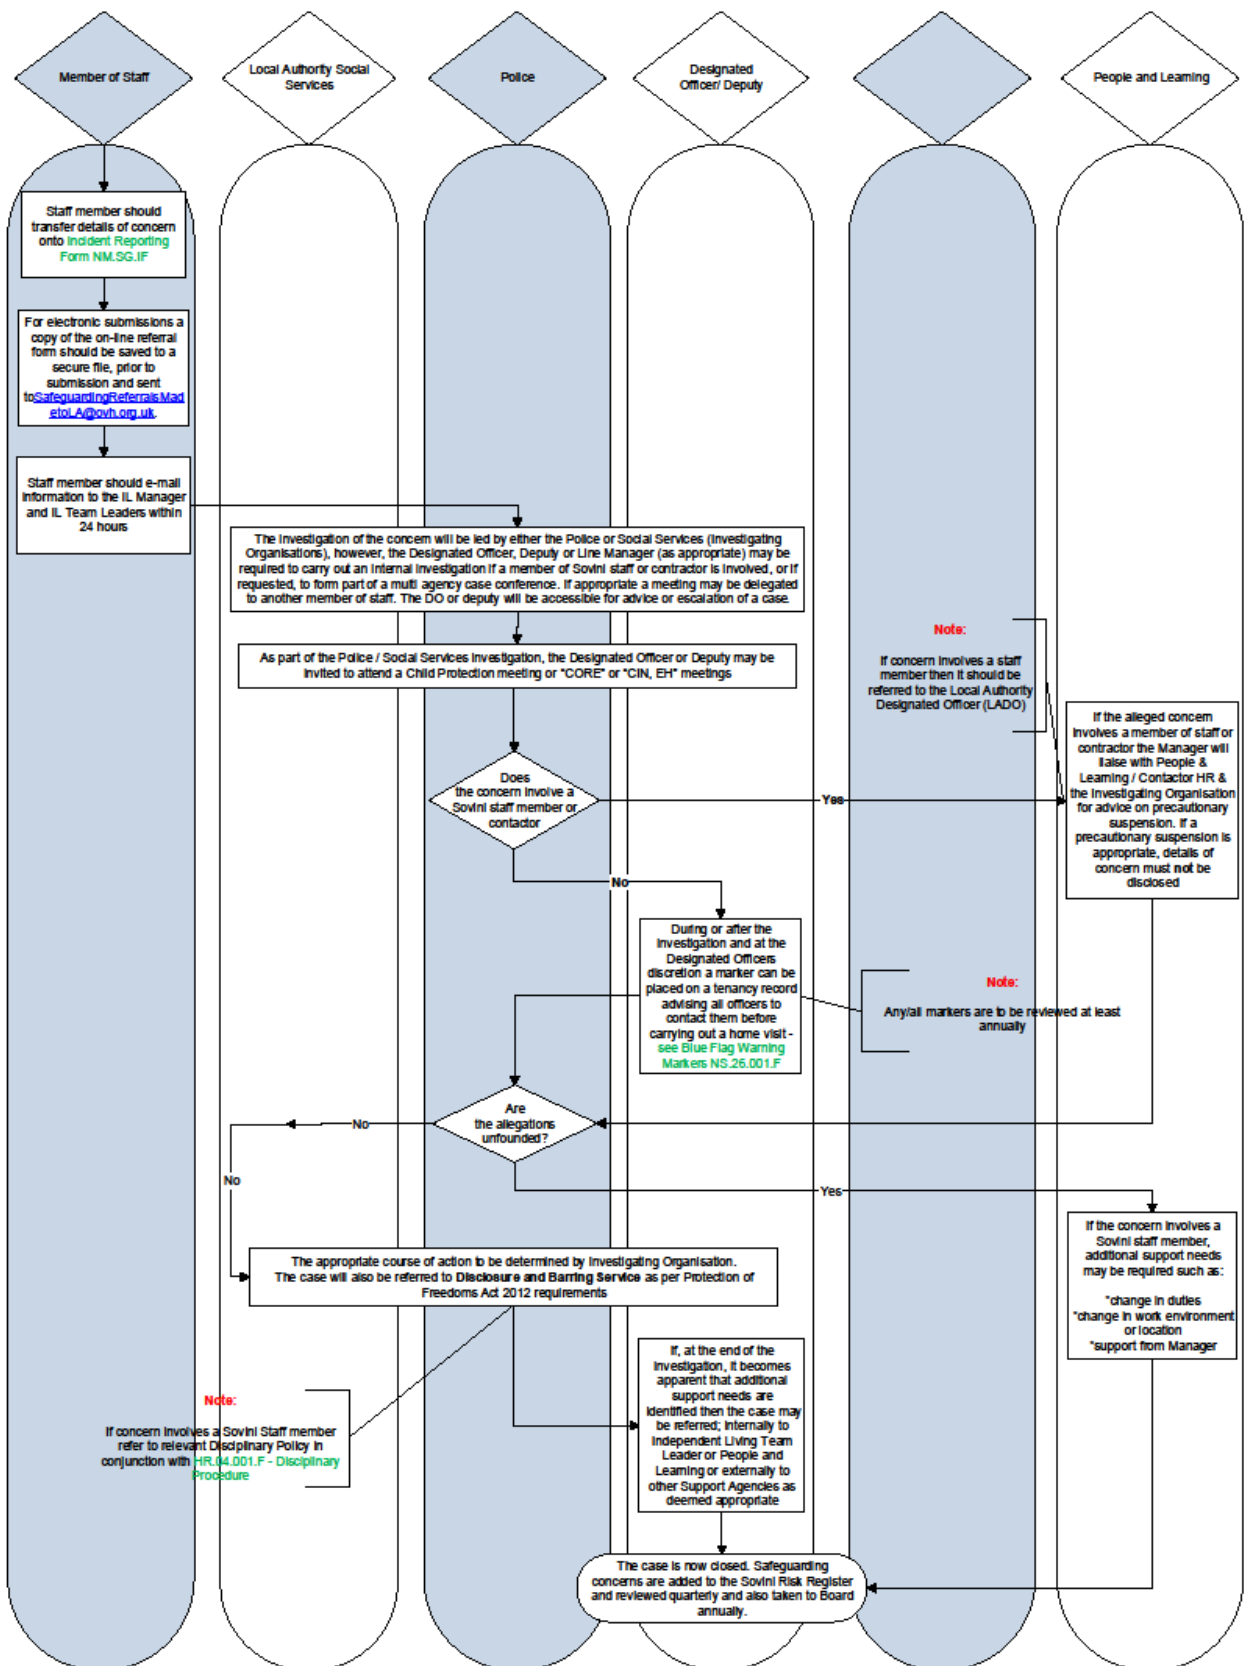 Member of Staff
Local Authority Social
Services
Police
Designated
Officer/ Deputy
People and Learning
Staff member should
transfer details of concern
onto Incident Reporting
Form NM.SG.IF
For electronic submissions a
copy of the on-line referral
form should be saved to a
secure file, prior to
submission and sent
toSafeguardingReferralsMad
etoLA@ovh.org.uk.
Staff member should e-mail
information to the IL Manager
and IL Team Leaders within
24 hours
The investigation of the concern will be led by either the Police or Social Services (Investigating
Organisations), however, the Designated Officer, Deputy or Line Manager (as appropriate) may be
required to carry out an internal investigation if a member of Sovini staff or contractor is involved, or if
requested, to form part of a multi agency case conference. If appropriate a meeting may be delegated
to another member of staff. The DO or deputy will be accessible for advice or escalation of a case.
As part of the Police / Social Services investigation, the Designated Officer or Deputy may be
invited to attend a Child Protection meeting or "CORE" or "CIN, EH" meetings
Note:
If concern involves a staff
member then it should be
referred to the Local Authority
Designated Officer (LADO)
If the alleged concern
involves a member of staff or
contractor the Manager will
liaise with People &
Learning / Contactor HR &
the Investigating Organisation
for advice on precautionary
suspension. If a
precautionary suspension is
appropriate, details of
concern must not be
disclosed
Does
the concern involve a
Sovini staff member or
contactor
Yes
No
During or after the
investigation and at the
Designated Officers
discretion a marker can be
placed on a tenancy record
advising all officers to
contact them before
carrying out a home visit -
see Blue Flag Warning
Markers NS.26.001.F
Note:
Any/all markers are to be reviewed at least
annually
Are
the allegations
unfounded?
No
No
Yes
If the concern involves a
Sovini staff member,
additional support needs
may be required such as:
*change in duties
*change in work environment
or location
*support from Manager
The appropriate course of action to be determined by Investigating Organisation.
The case will also be referred to Disclosure and Barring Service as per Protection of
Freedoms Act 2012 requirements
If, at the end of the
investigation, it becomes
apparent that additional
support needs are
identified then the case may
be referred; internally to
Independent Living Team
Leader or People and
Learning or externally to
other Support Agencies as
deemed appropriate
Note:
If concern involves a Sovini Staff member
refer to relevant Disciplinary Policy in
conjunction with HR.04.001.F - Disciplinary
Procedure
The case is now closed. Safeguarding
concerns are added to the Sovini Risk Register
and reviewed quarterly and also taken to Board
annually.